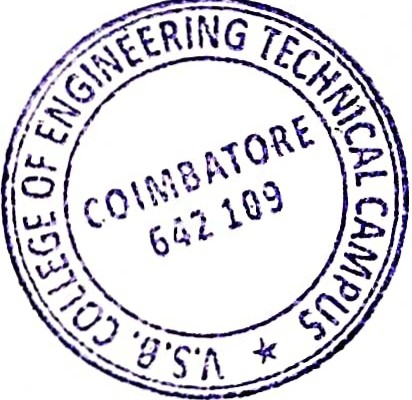 V.S.B. COLLEGE OF ENGINEERING TECHNICAL CAMPUS
COIMBATORE
642 109